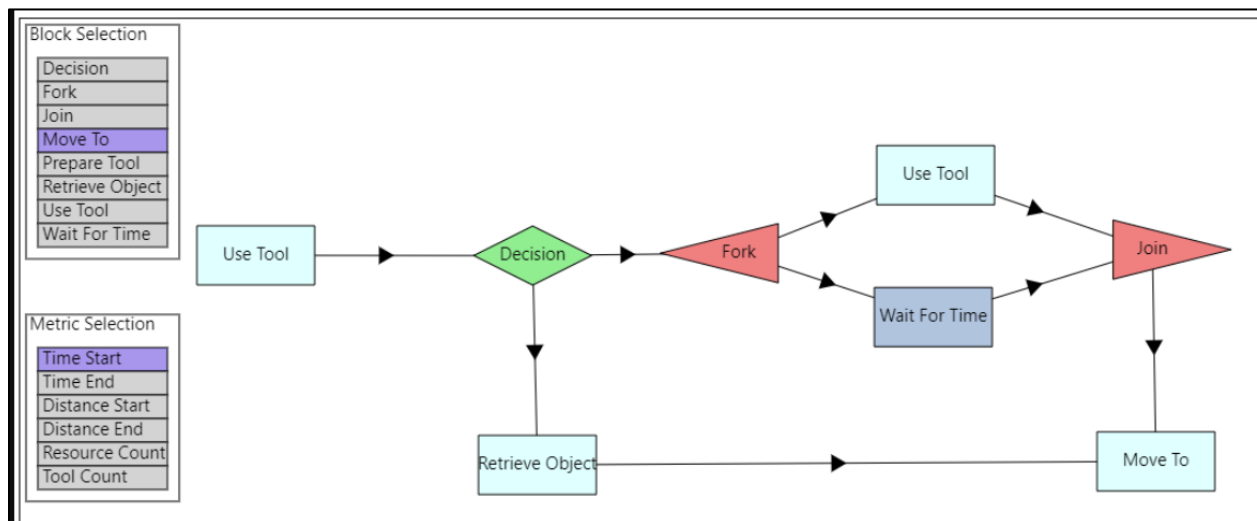 Block Selection
Decision
Fork
Join
Move To
Prepare Tool
Retrieve Object
Use Tool
Wait For Time
Metric Selection
Time Start
Time End
Distance Start
Distance End
Resource Count
Tool Count
Use Tool
Decision
Fork
Use Tool
Wait For Time
Join
Retrieve Object
Move To